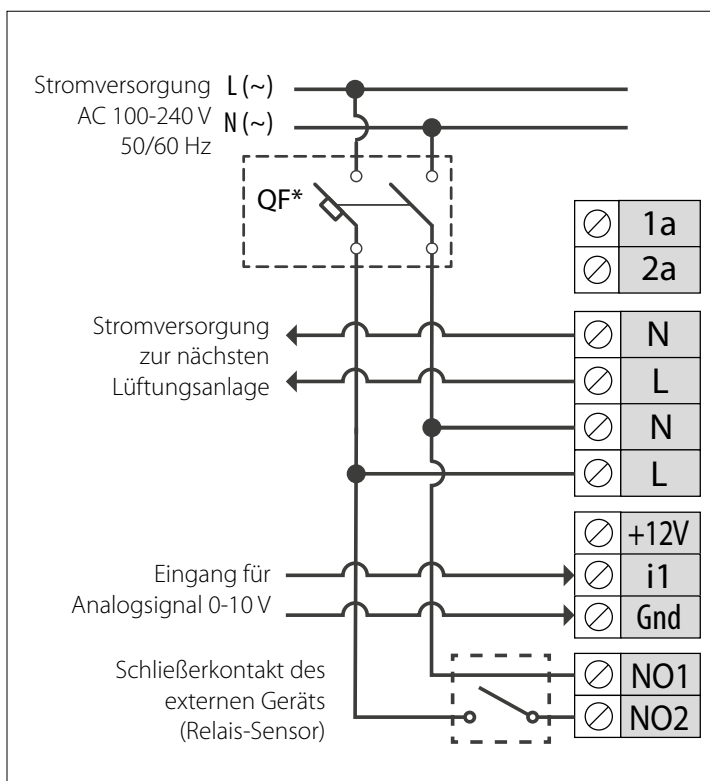 Stromversorgung L (~)
AC 100-240 V N (~)
50/60 Hz
QF*
1a
2a
Stromversorgung
zur nächsten
Lüftungsanlage
N
L
N
L
+12V
Eingang für
Analogsignal 0-10 V
i1
Gnd
Schließerkontakt des
externen Geräts
(Relais-Sensor)
NO1
NO2